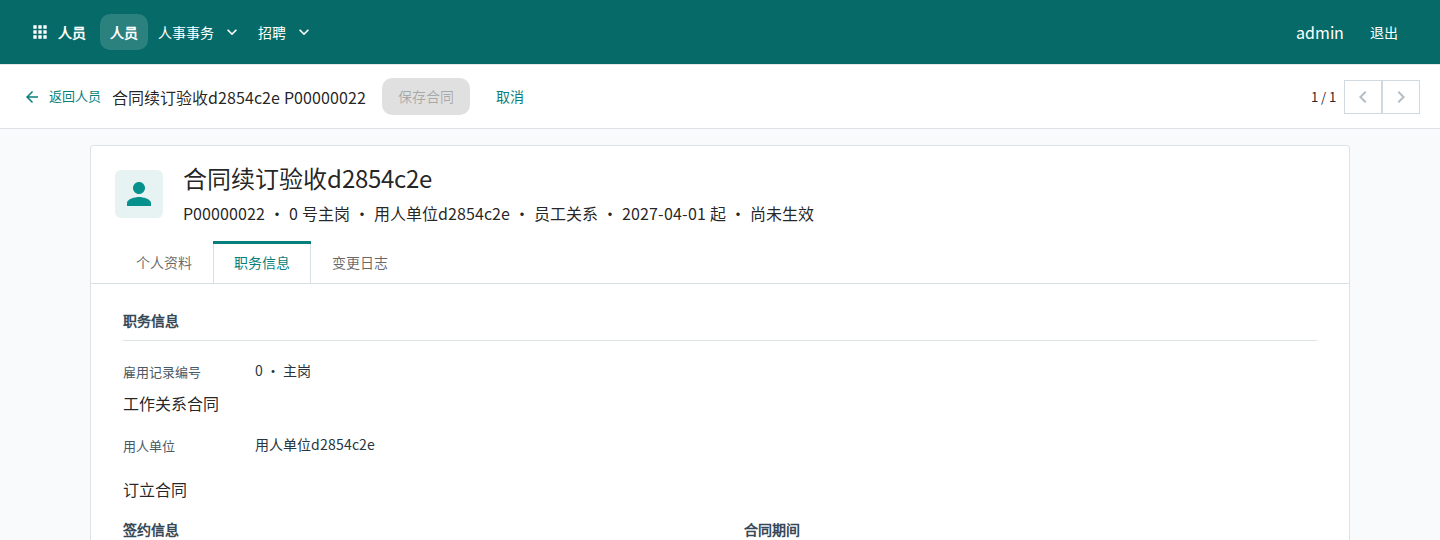 人员 人员 人事事务 招聘 admin 退出
返回人员 合同续订验收d2854c2e P00000022 保存合同 取消 1 / 1
合同续订验收d2854c2e
P00000022 · 0 号主岗 · 用人单位d2854c2e · 员工关系 · 2027-04-01 起 · 尚未生效
个人资料 职务信息 变更日志
职务信息
雇用记录编号 0 · 主岗
工作关系合同
用人单位 用人单位d2854c2e
订立合同
签约信息 合同期间